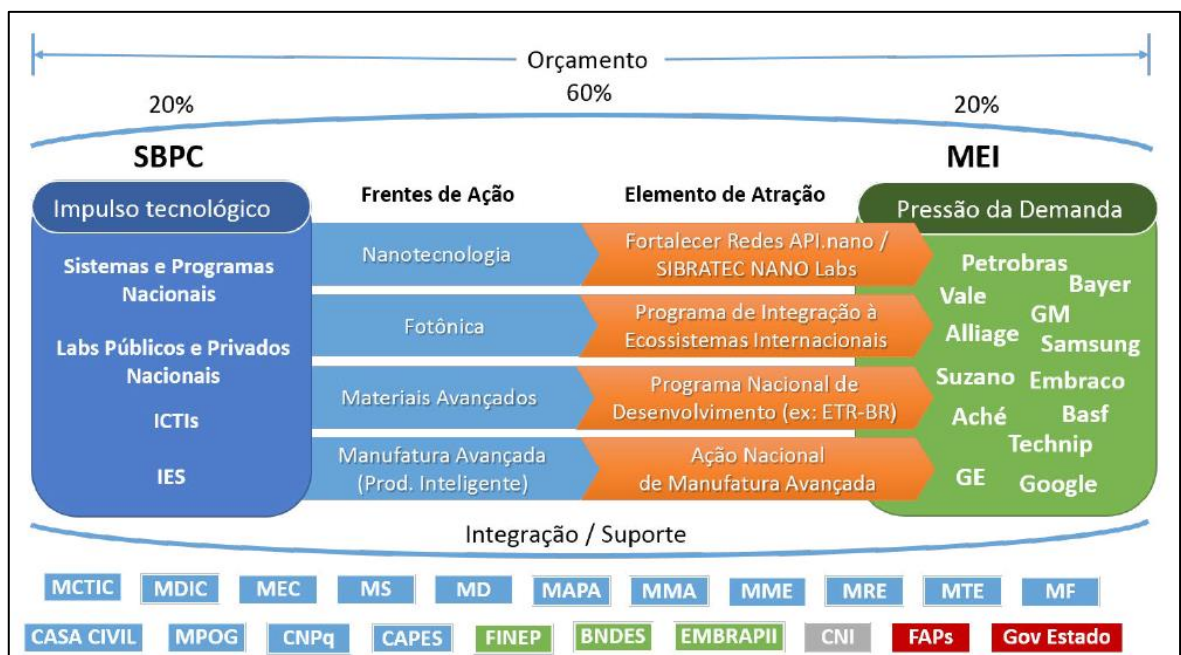 Orçamento
20%
60%
20%
SBPC
MEI
Impulso tecnológico
Frentes de Ação
Elemento de Atração
Pressão da Demanda
Sistemas e Programas
Nacionais
Labs Públicos e Privados
Nacionais
ICTIs
IES
Nanotecnologia
Fortalecer Redes API.nano /
SIBRATEC NANO Labs
Fotônica
Programa de Integração à
Ecossistemas Internacionais
Materiais Avançados
Programa Nacional de
Desenvolvimento (ex: ETR-BR)
Manufatura Avançada
(Prod. Inteligente)
Ação Nacional
de Manufatura Avançada
Petrobras
Bayer
Vale
GM
Alliage
Samsung
Suzano
Embraco
Aché
Basf
Technip
GE
Google
Integração / Suporte
MCTIC
MDIC
MEC
MS
MD
MAPA
MMA
MME
MRE
MTE
MF
CASA CIVIL
MPOG
CNPq
CAPES
FINEP
BNDES
EMBRAPII
CNI
FAPs
Gov Estado